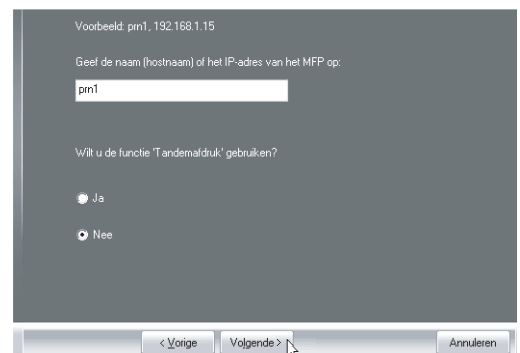 Voorbeeld: prn1, 192.168.1.15
Geef de naam (hostnaam) of het IP-adres van het MFP op:
prn1
Wilt u de functie 'Tandemafdruk' gebruiken?
Ja
Nee
< Vorige
Volgende >
Annuleren